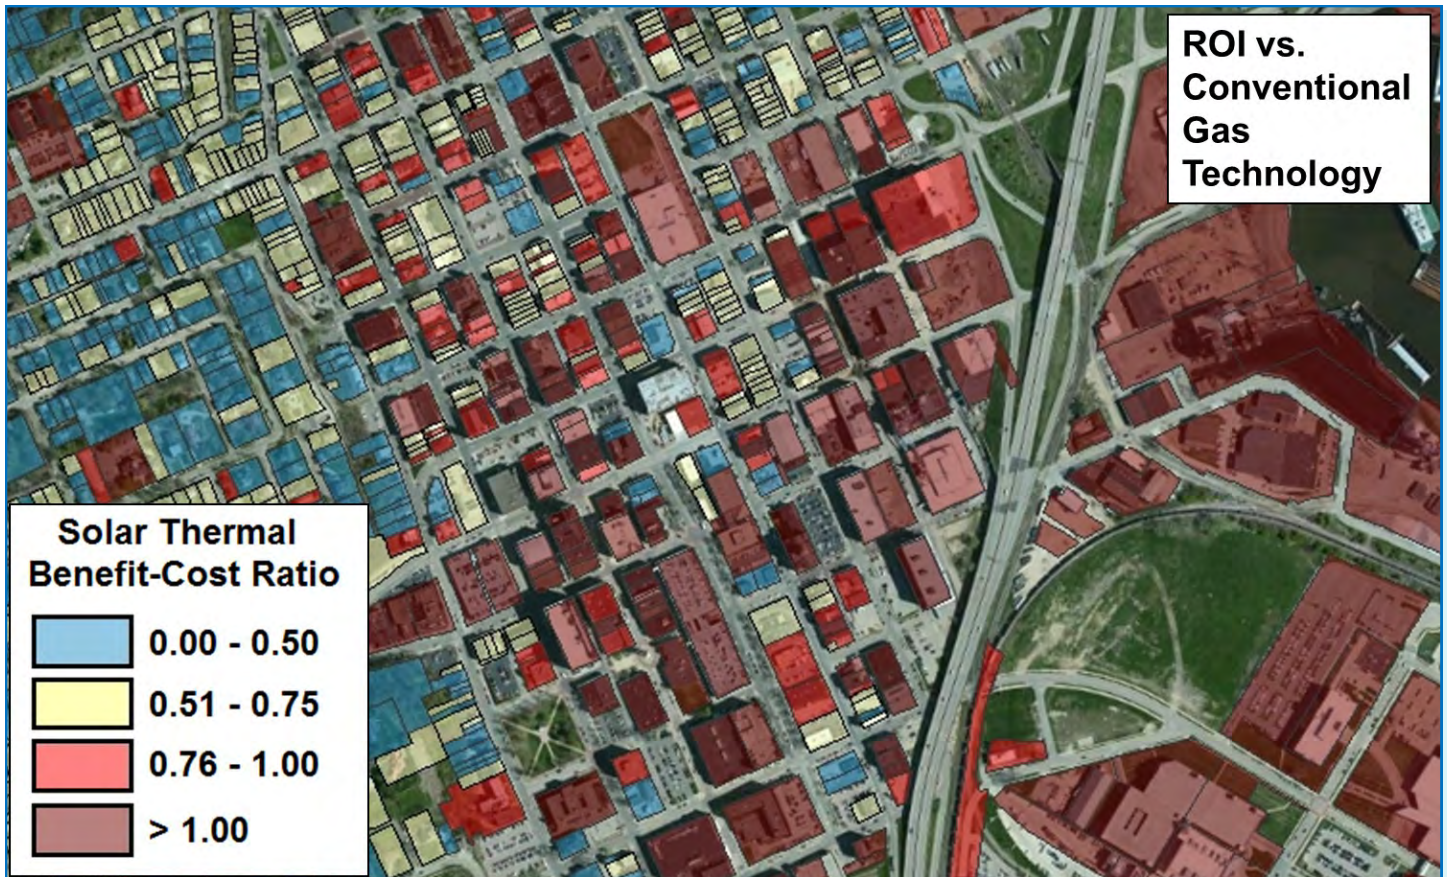 ROI vs.
Conventional
Gas
Technology
Solar Thermal
Benefit-Cost Ratio
0.00 - 0.50
0.51 - 0.75
0.76 - 1.00
> 1.00